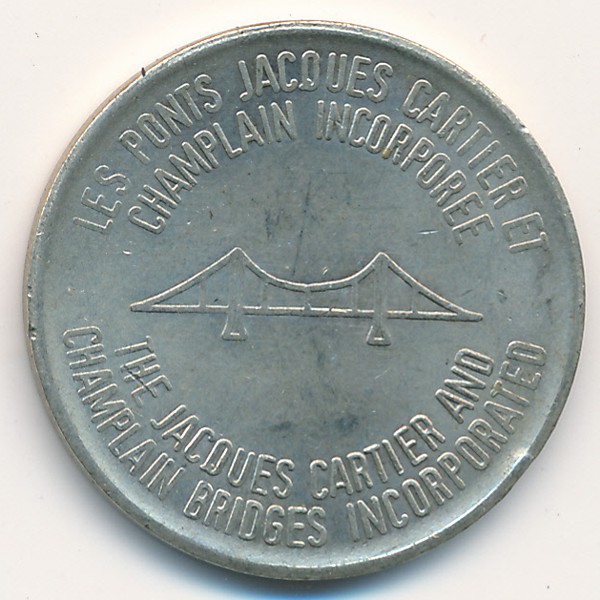 LES PONTS JACQUES CARTIER ET
CHAMPLAIN INCORPOREE
THE JACQUES CARTIER AND
CHAMPLAIN BRIDGES INCORPORATED